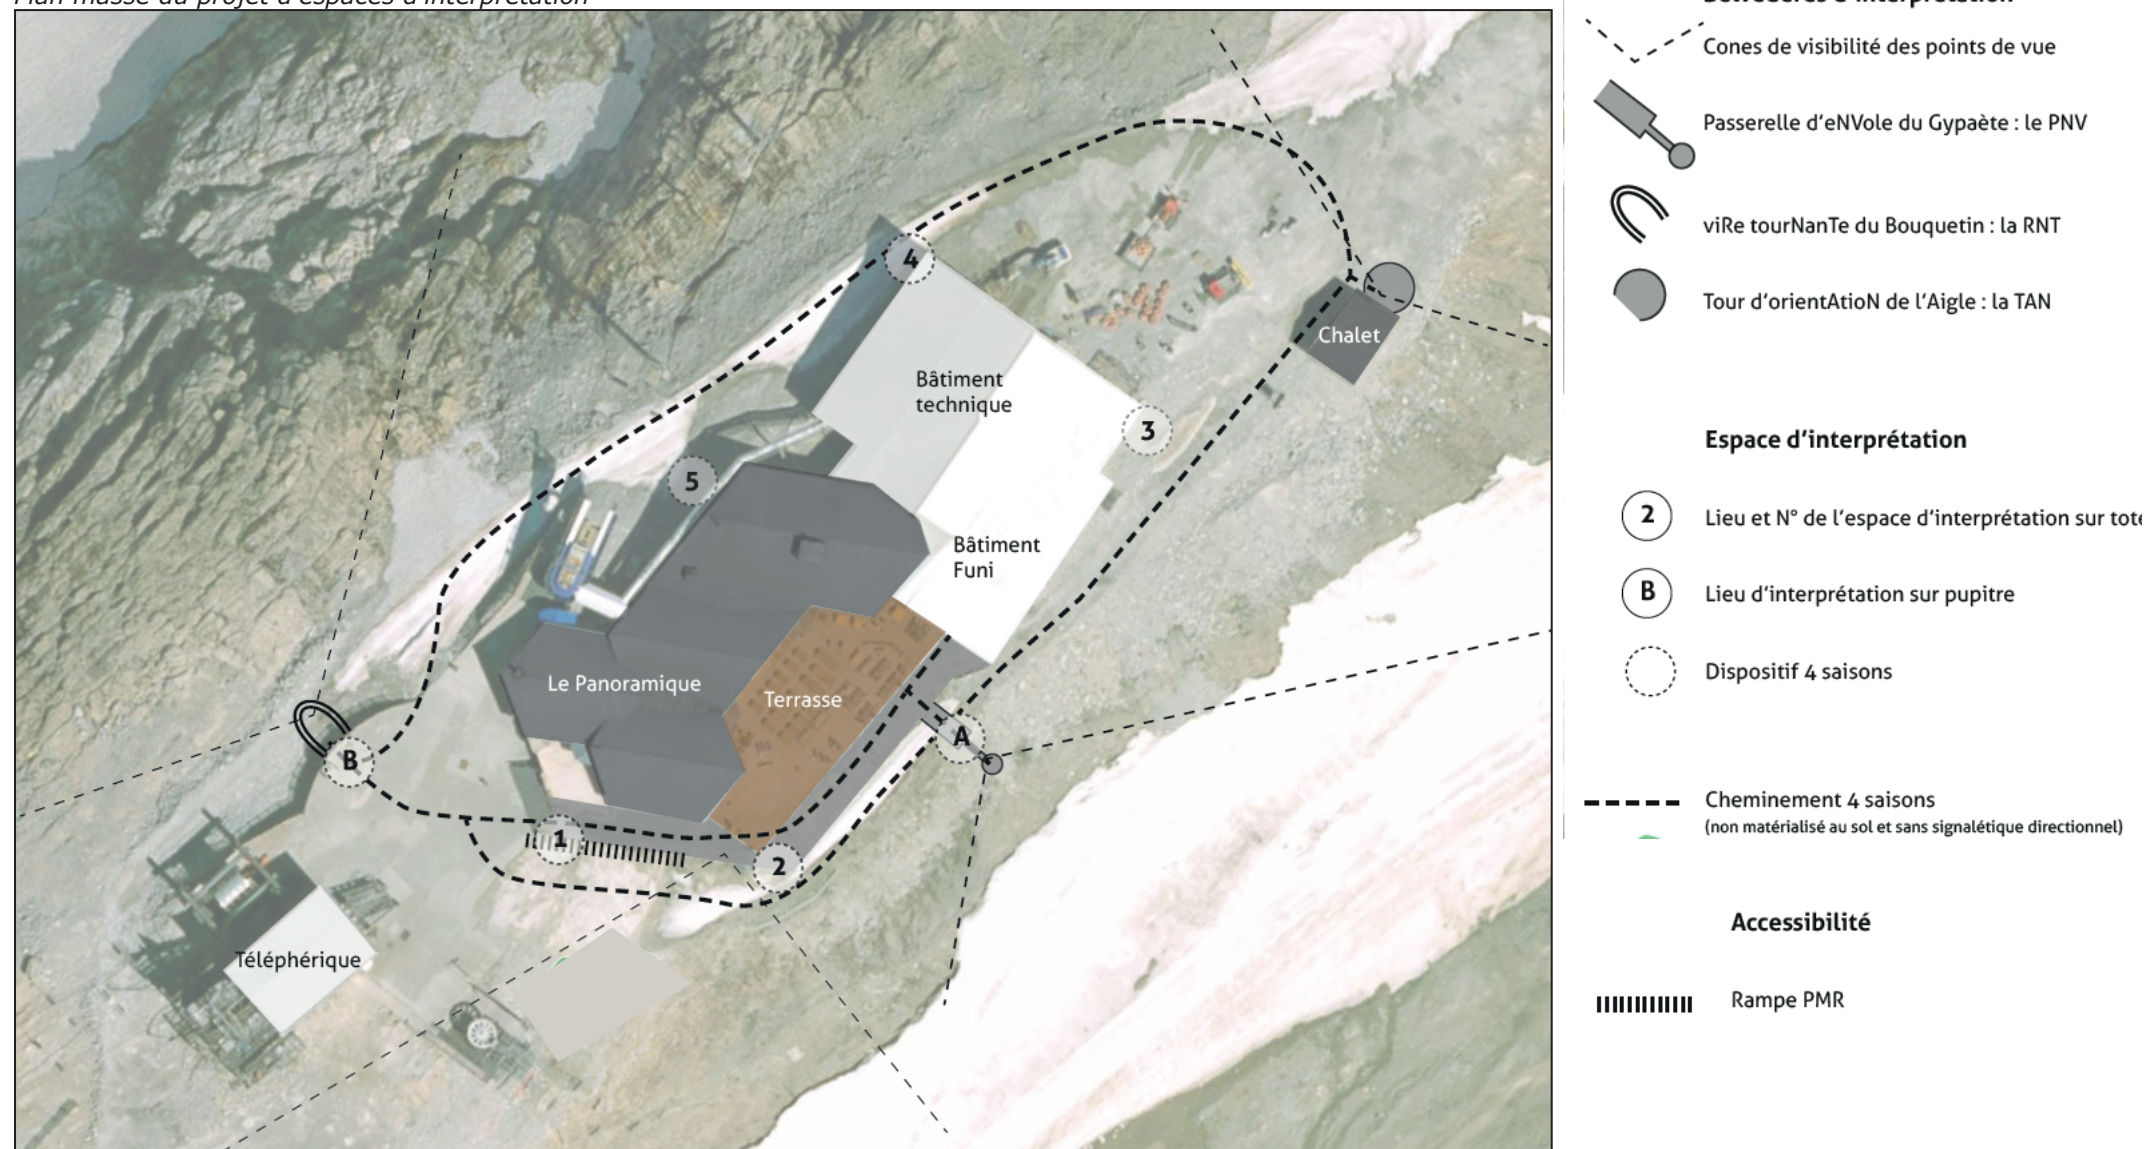 Plan masse du projet d'espaces d'interprétation
4
Chalet
Bâtiment
technique
3
5
Bâtiment
Funi
Le Panoramique
Terrasse
A
B
1
2
Téléphérique
Belvédères d'interprétation
Cones de visibilité des points de vue
Passerelle d'eNVole du Gypaète : le PNV
viRe tourNanTe du Bouquetin : la RNT
Tour d'orientAtioN de l'Aigle : la TAN
Espace d'interprétation
2 Lieu et N° de l'espace d'interprétation sur tote
B Lieu d'interprétation sur pupitre
Dispositif 4 saisons
Cheminement 4 saisons
(non matérialisé au sol et sans signalétique directionnel)
Accessibilité
Rampe PMR